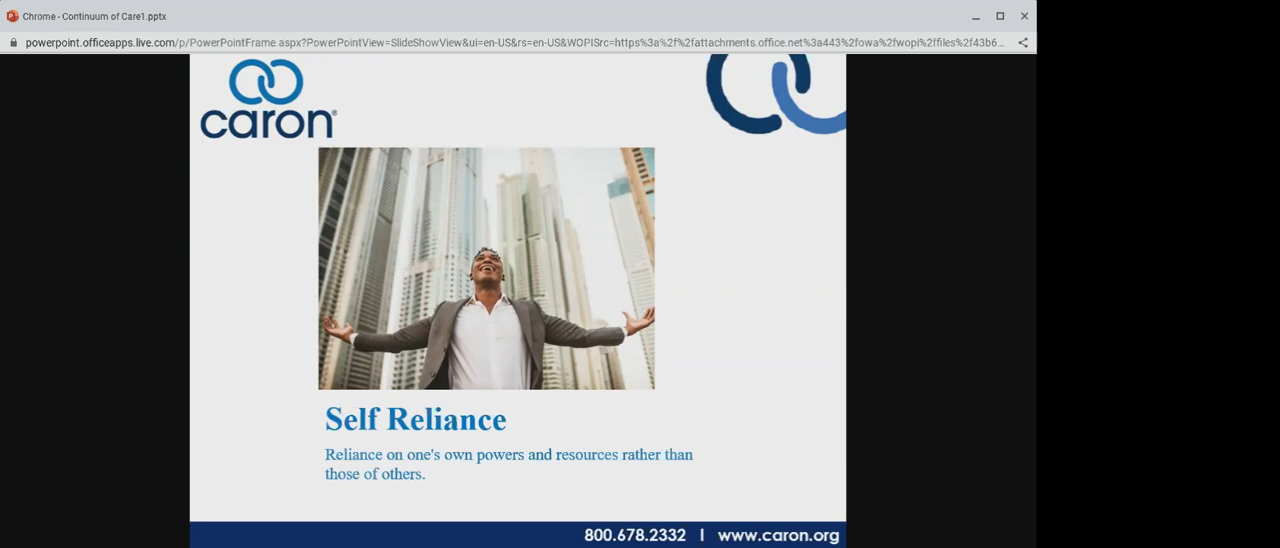 Chrome - Continuum of Care1.pptx
powerpoint.officeapps.live.com/p/PowerPointFrame.aspx?PowerPointView=SlideShowView&ui=en-US&rs=en-US&WOPISrc=https%3a%2f%2fattachments.office.net%3a443%2fowa%2fwopi%2ffiles%2f43b6...
caron®
Self Reliance
Reliance on one's own powers and resources rather than
those of others.
800.678.2332 | www.caron.org